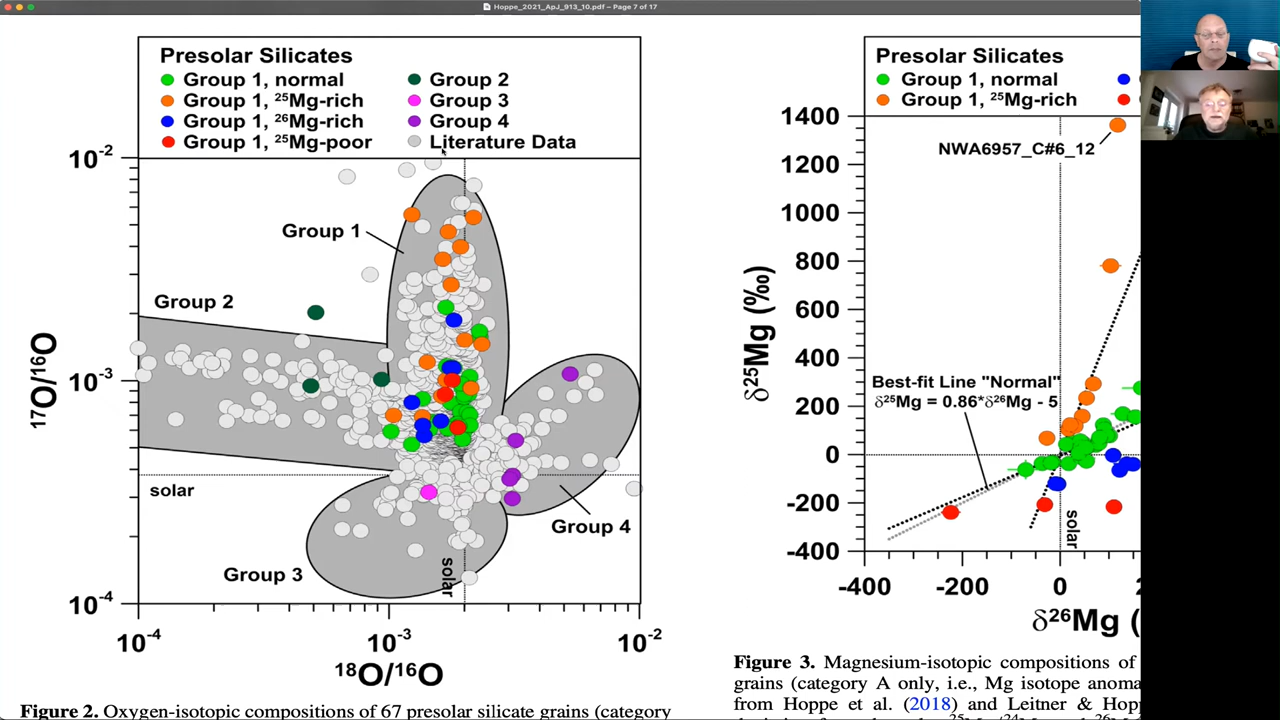 Hoppe_2021_ApJ_913_10.pdf – Page 7 of 17
Presolar Silicates
Group 1, normal
Group 1, ²⁵Mg-rich
Group 1, ²⁶Mg-rich
Group 1, ²⁵Mg-poor
Group 2
Group 3
Group 4
Literature Data
10⁻²
10⁻³
10⁻⁴
¹⁷O/¹⁶O
Group 1
Group 2
solar
Group 3
Group 4
solar
10⁻⁴
10⁻³
10⁻²
¹⁸O/¹⁶O
Figure 2. Oxygen-isotopic compositions of 67 presolar silicate grains (category
Presolar Silicates
Group 1, normal
Group 1, ²⁵Mg-rich
1400
1200
1000
800
600
400
200
0
-200
-400
δ²⁵Mg (‰)
NWA6957_C#6_12
Best-fit Line "Normal"
δ²⁵Mg = 0.86*δ²⁶Mg - 5
solar
-400
-200
0
δ²⁶Mg (
Figure 3. Magnesium-isotopic compositions of
grains (category A only, i.e., Mg isotope anoma
from Hoppe et al. (2018) and Leitner & Hopp